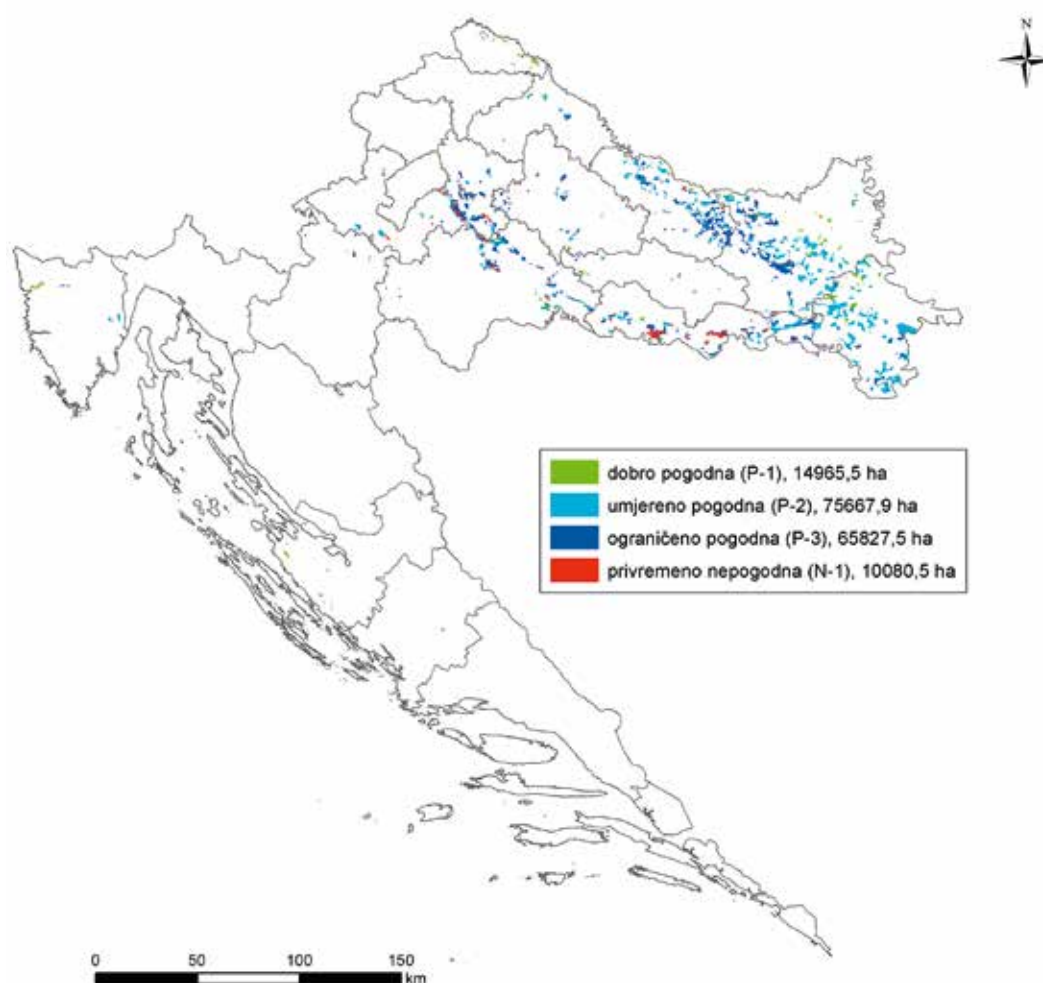 N
dobro pogodna (P-1), 14965,5 ha
umjereno pogodna (P-2), 75667,9 ha
ograničeno pogodna (P-3), 65827,5 ha
privremeno nepogodna (N-1), 10080,5 ha
0 50 100 150
km